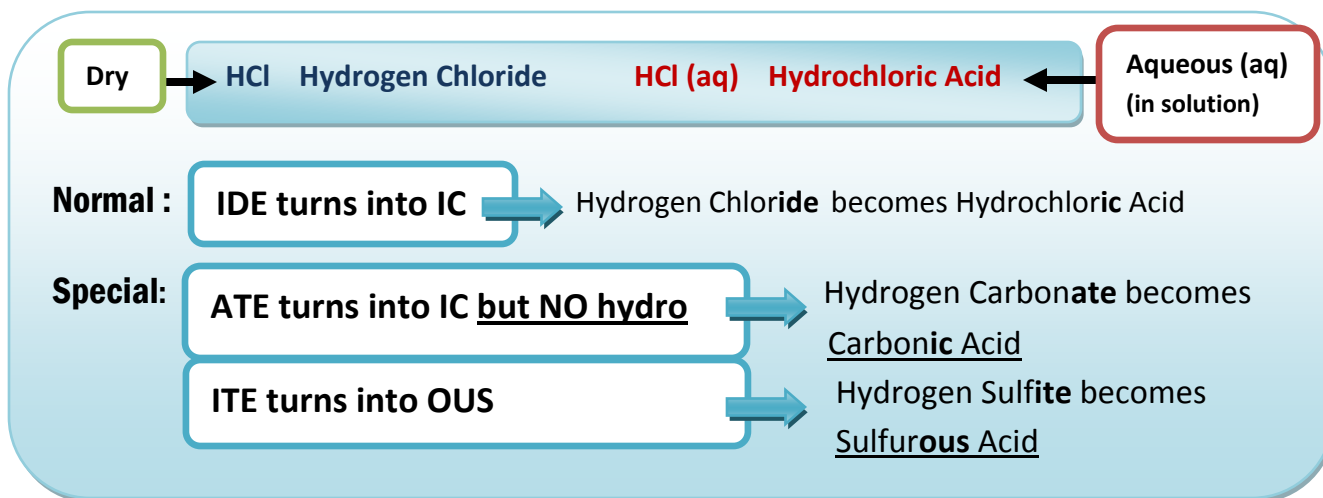 Dry
HCl Hydrogen Chloride HCl (aq) Hydrochloric Acid
Aqueous (aq)
(in solution)
Normal :
IDE turns into IC
Hydrogen Chloride becomes Hydrochloric Acid
Special:
ATE turns into IC but NO hydro
Hydrogen Carbonate becomes
Carbonic Acid
ITE turns into OUS
Hydrogen Sulfite becomes
Sulfurous Acid